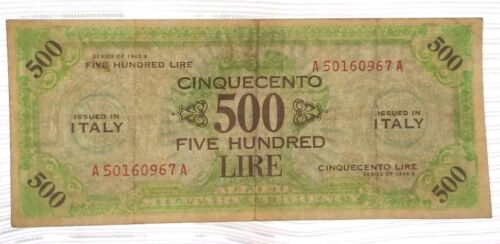 500
500
SERIES OF 1943 A
FIVE HUNDRED LIRE
A 50160967 A
CINQUECENTO
500
FIVE HUNDRED
LIRE
ISSUED IN
ITALY
ISSUED IN
ITALY
A 50160967 A
CINQUECENTO LIRE
SERIES OF 1943 A
500
500